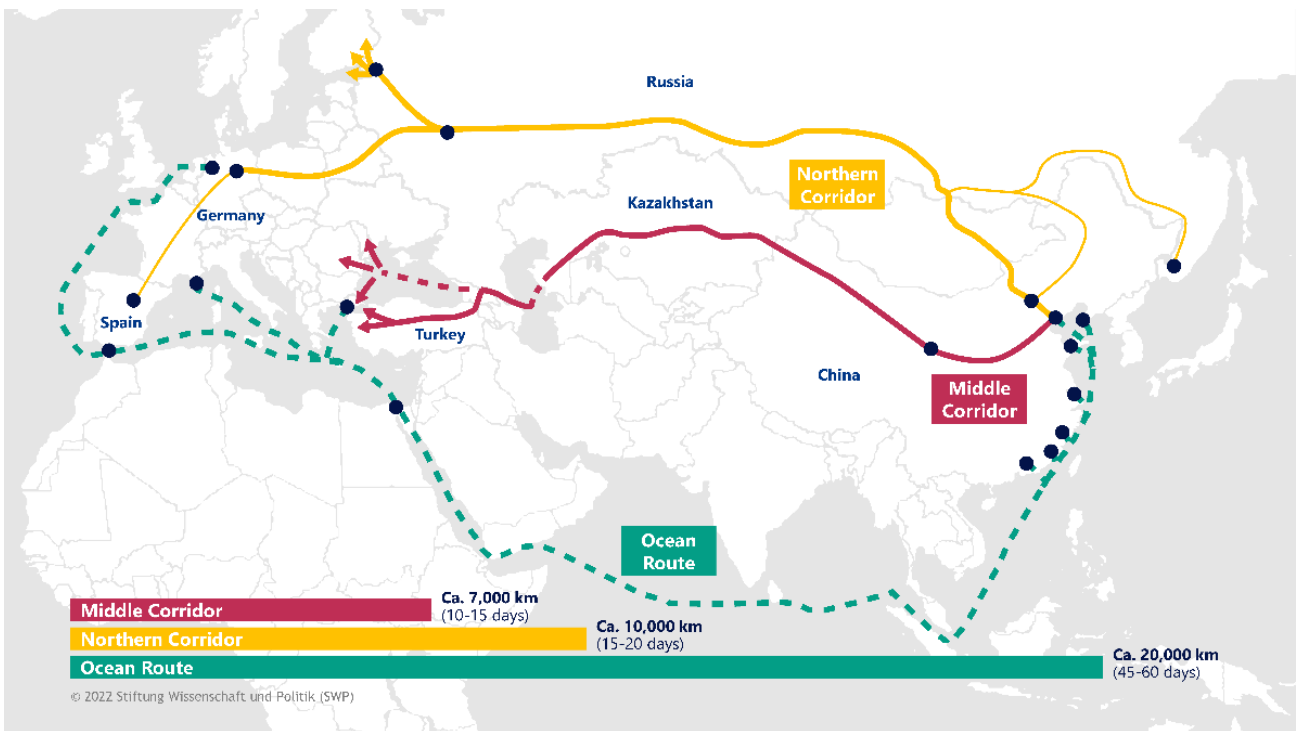 Russia
Northern
Corridor
Kazakhstan
Germany
Spain
Turkey
China
Middle
Corridor
Ocean
Route
Middle Corridor
Ca. 7,000 km
(10-15 days)
Northern Corridor
Ca. 10,000 km
(15-20 days)
Ocean Route
Ca. 20,000 km
(45-60 days)
© 2022 Stiftung Wissenschaft und Politik (SWP)